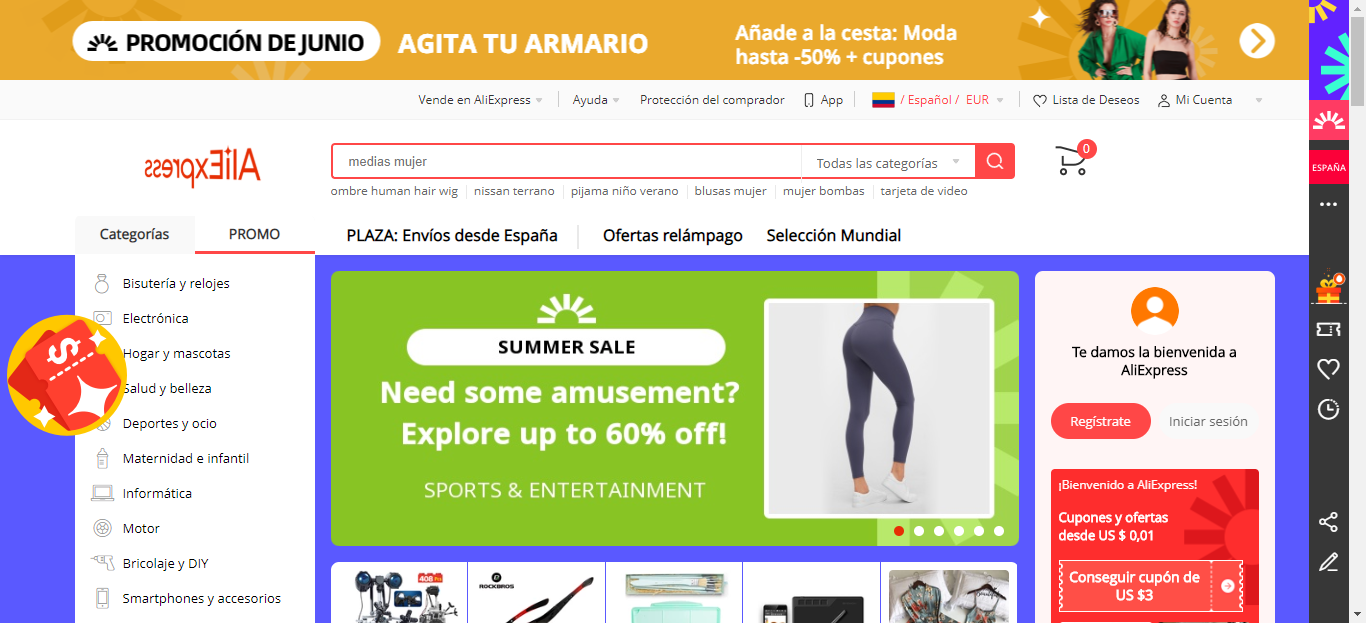 PROMOCIÓN DE JUNIO
AGITA TU ARMARIO
Añade a la cesta: Moda
hasta -50% + cupones
Vende en AliExpress
Ayuda
Protección del comprador
App
/ Español / EUR
Lista de Deseos
Mi Cuenta
AliExpress
medias mujer
Todas las categorías
0
ESPAÑA
ombre human hair wig
nissan terrano
pijama niño verano
blusas mujer
mujer bombas
tarjeta de video
Categorías
PROMO
PLAZA: Envíos desde España
Ofertas relámpago
Selección Mundial
Bisutería y relojes
Electrónica
Hogar y mascotas
Salud y belleza
Deportes y ocio
Maternidad e infantil
Informática
Motor
Bricolaje y DIY
Smartphones y accesorios
$
SUMMER SALE
Need some amusement?
Explore up to 60% off!
SPORTS & ENTERTAINMENT
Te damos la bienvenida a
AliExpress
Regístrate
Iniciar sesión
¡Bienvenido a AliExpress!
Cupones y ofertas
desde US $ 0,01
Conseguir cupón de
US $3
ROCKBROS